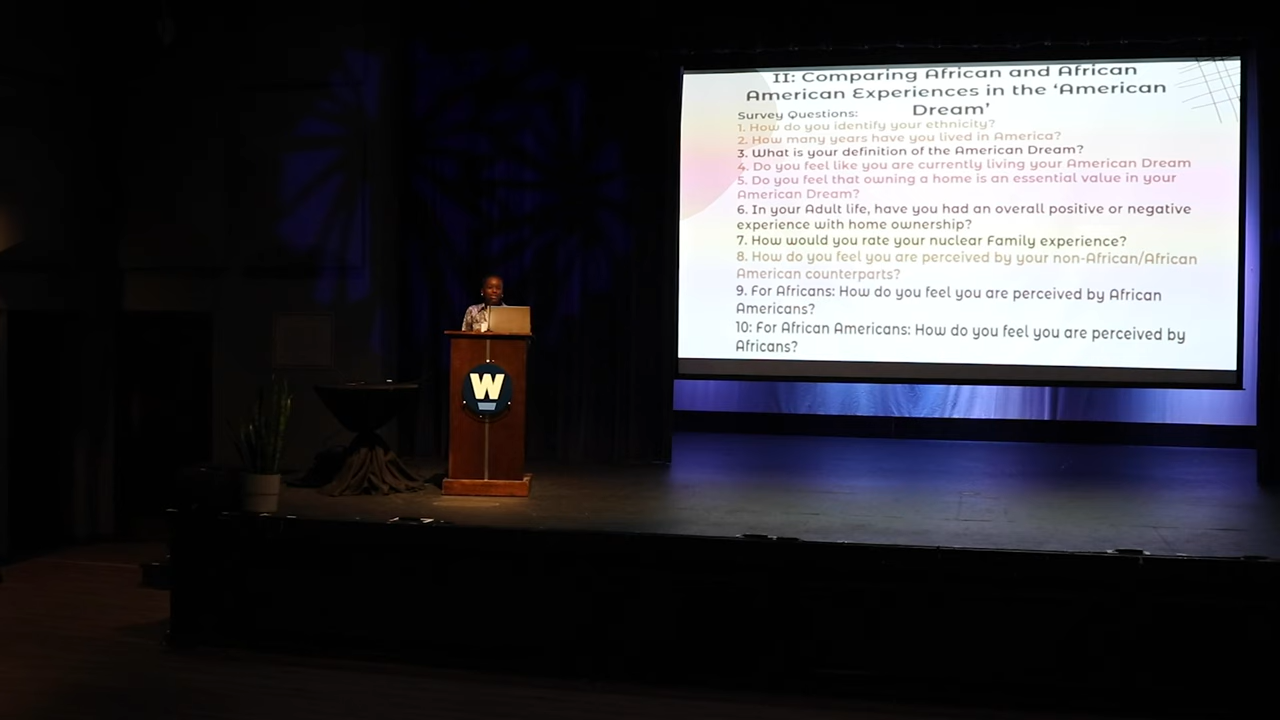 II: Comparing African and African
American Experiences in the ‘American
Dream’
Survey Questions:
1. How do you identify your ethnicity?
2. How many years have you lived in America?
3. What is your definition of the American Dream?
4. Do you feel like you are currently living your American Dream
5. Do you feel that owning a home is an essential value in your
American Dream?
6. In your Adult life, have you had an overall positive or negative
experience with home ownership?
7. How would you rate your nuclear Family experience?
8. How do you feel you are perceived by your non-African/African
American counterparts?
9. For Africans: How do you feel you are perceived by African
Americans?
10: For African Americans: How do you feel you are perceived by
Africans?
W